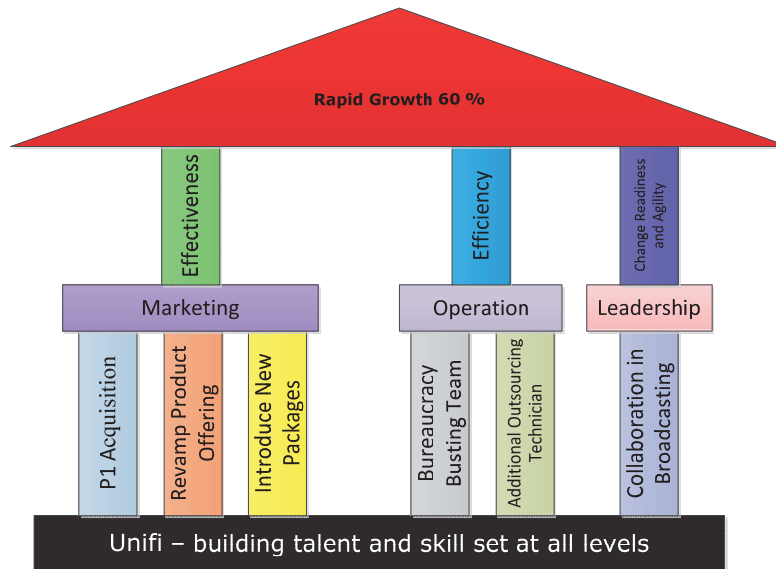 Rapid Growth 60 %
Effectiveness
Efficiency
Change Readiness
and Agility
Marketing
Operation
Leadership
P1 Acquisition
Revamp Product
Offering
Introduce New
Packages
Bureaucracy
Busting Team
Additional Outsourcing
Technician
Collaboration in
Broadcasting
Unifi – building talent and skill set at all levels